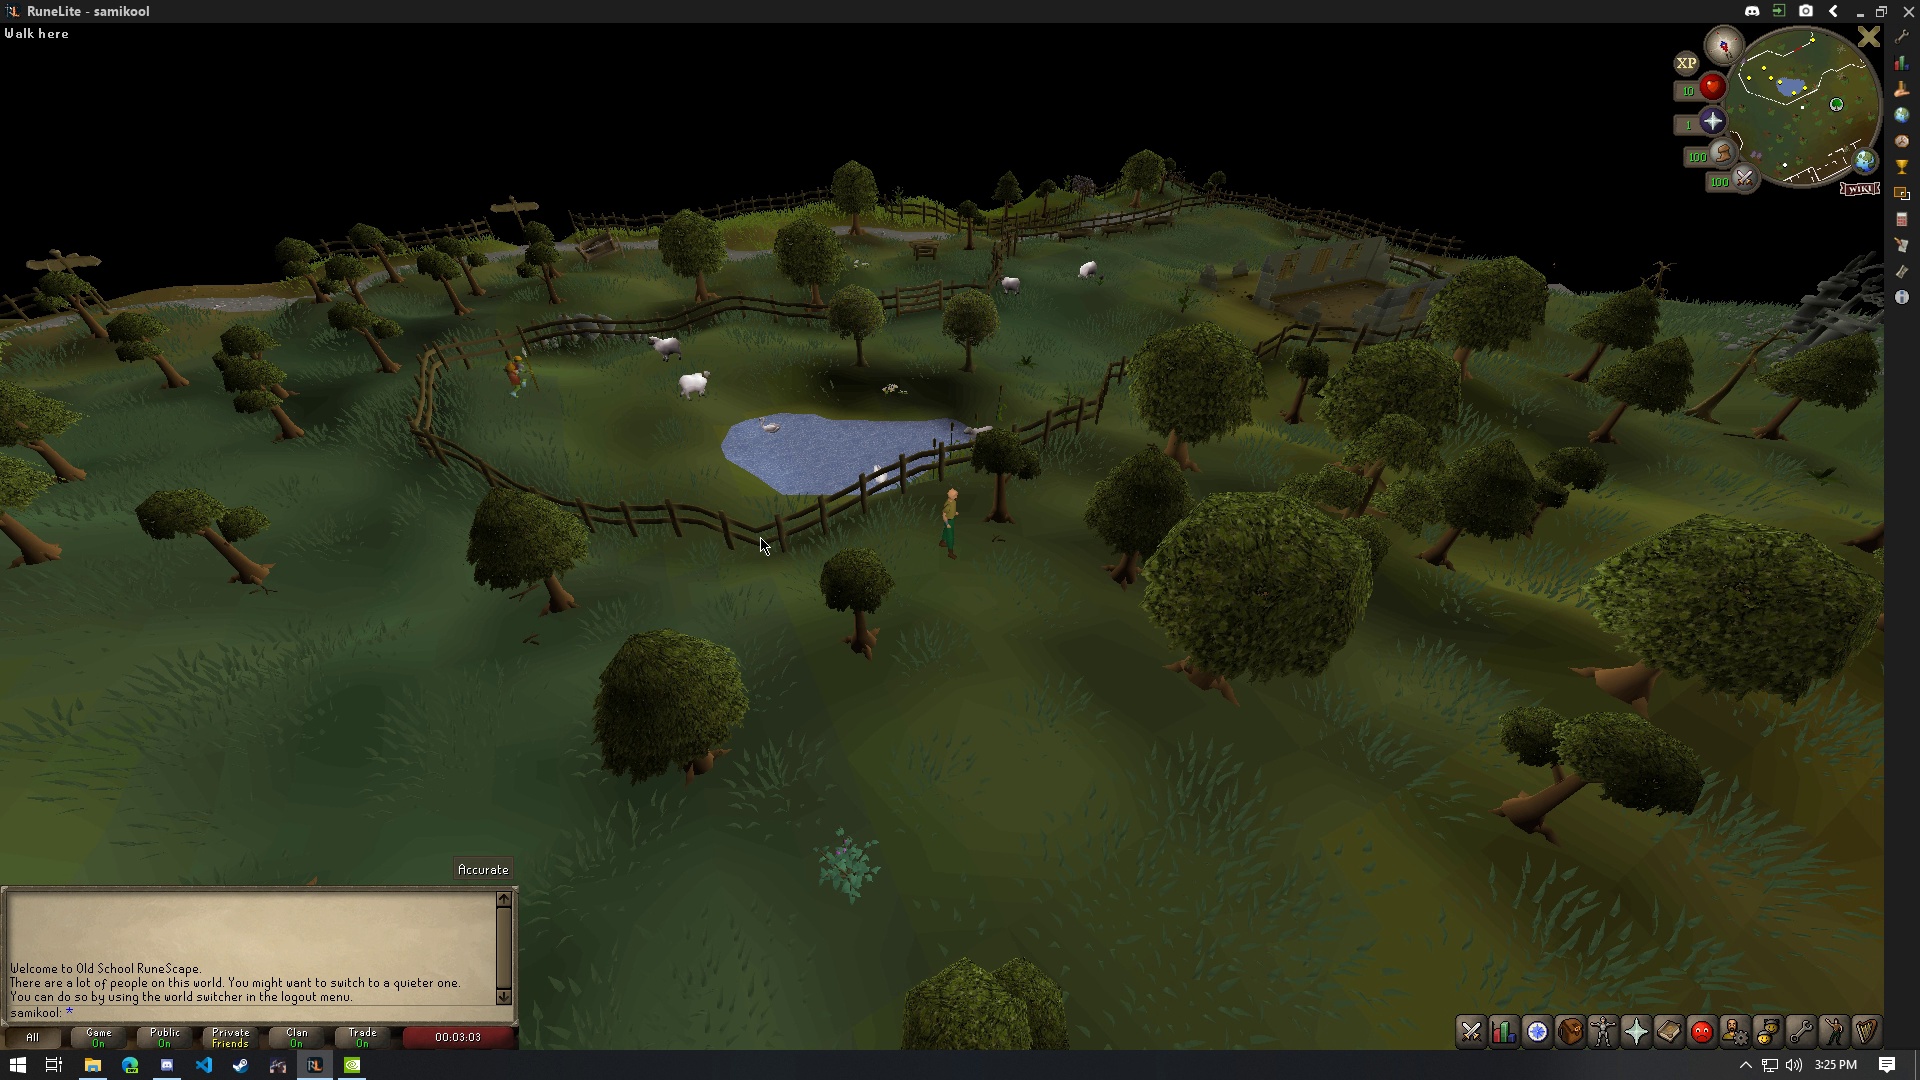 RuneLite - samikool
Walk here
XP
10
1
100
100
WIKI
Accurate
Welcome to Old School RuneScape.
There are a lot of people on this world. You might want to switch to a quieter one.
You can do so by using the world switcher in the logout menu.
samikool: *
All
Game
On
Public
On
Private
Friends
Clan
On
Trade
On
00:03:03
3:25 PM